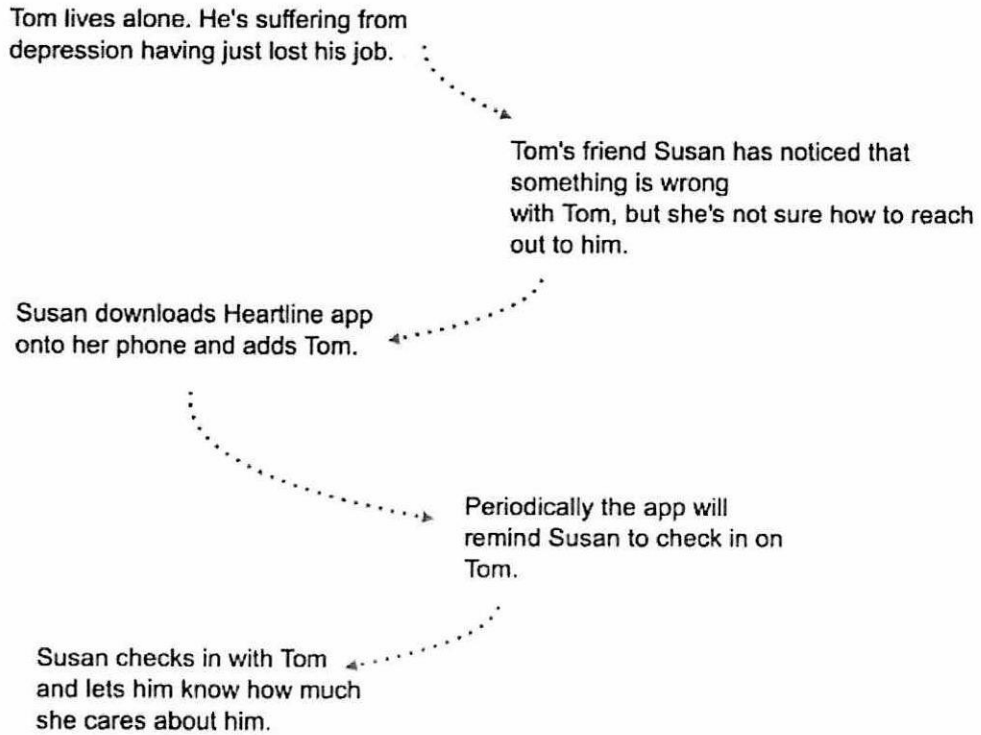 Tom lives alone. He's suffering from
depression having just lost his job.
Tom's friend Susan has noticed that
something is wrong
with Tom, but she's not sure how to reach
out to him.
Susan downloads Heartline app
onto her phone and adds Tom.
Periodically the app will
remind Susan to check in on
Tom.
Susan checks in with Tom
and lets him know how much
she cares about him.